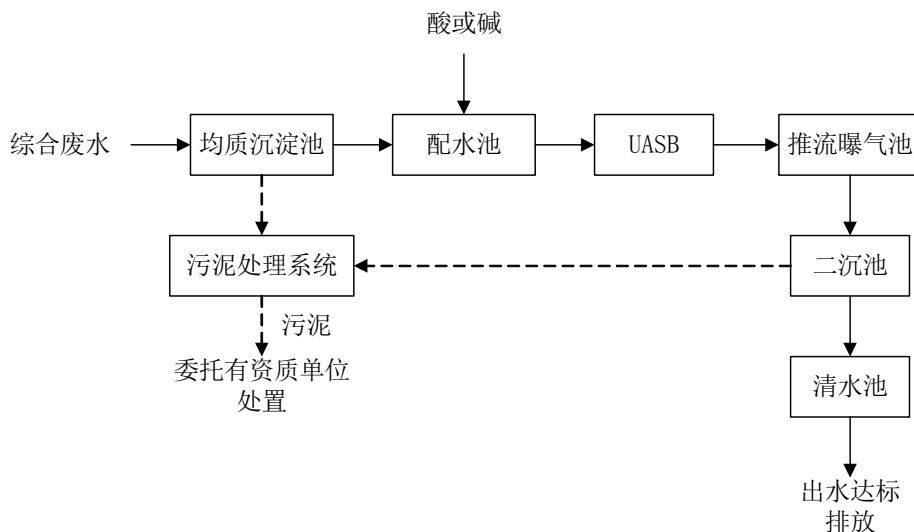 酸或碱
综合废水
均质沉淀池
配水池
UASB
推流曝气池
污泥处理系统
二沉池
污泥
委托有资质单位
处置
清水池
出水达标
排放